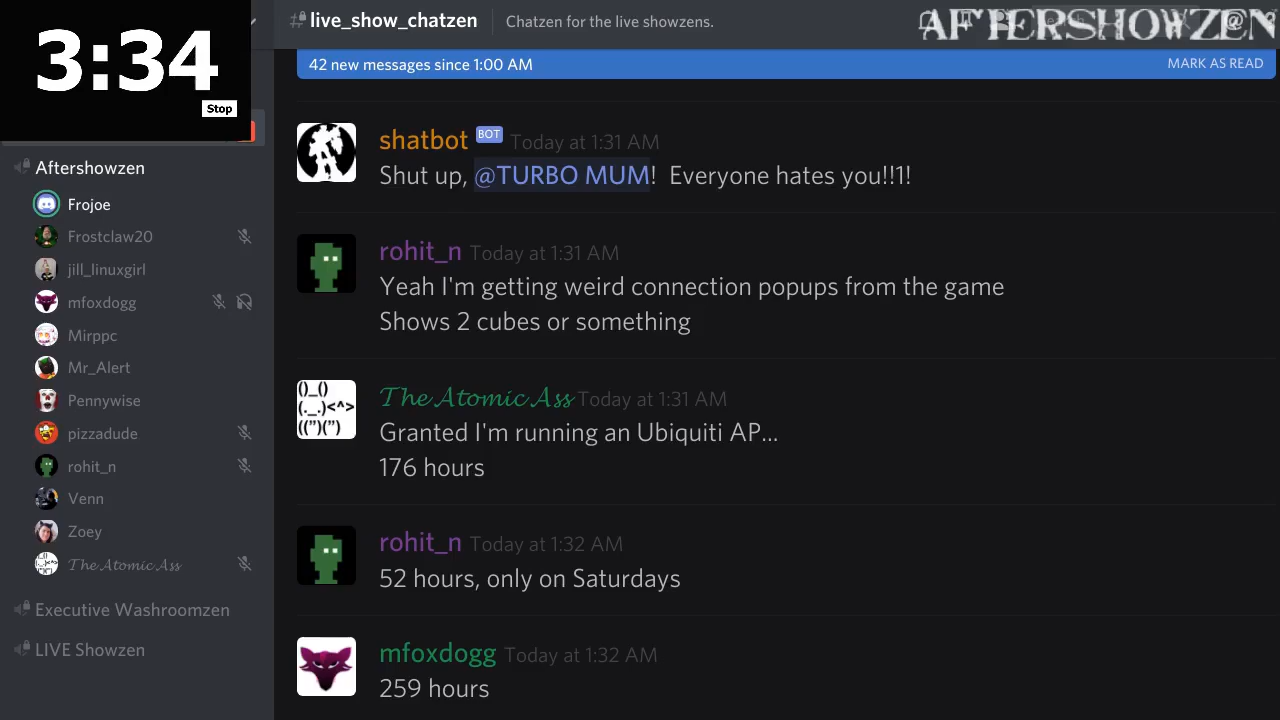 3:34
Stop
live_show_chatzen
Chatzen for the live showzens.
AFTERSHOWZEN
42 new messages since 1:00 AM
MARK AS READ
Aftershowzen
Frojoe
Frostclaw20
jill_linuxgirl
mfoxdogg
Mirppc
Mr_Alert
Pennywise
pizzadude
rohit_n
Venn
Zoey
The Atomic Ass
Executive Washroomzen
LIVE Showzen
shatbot BOT Today at 1:31 AM
Shut up, @TURBO MUM!  Everyone hates you!!1!
rohit_n Today at 1:31 AM
Yeah I'm getting weird connection popups from the game
Shows 2 cubes or something
()_()
(._.)<^>
((")(")
The Atomic Ass Today at 1:31 AM
Granted I'm running an Ubiquiti AP...
176 hours
rohit_n Today at 1:32 AM
52 hours, only on Saturdays
mfoxdogg Today at 1:32 AM
259 hours